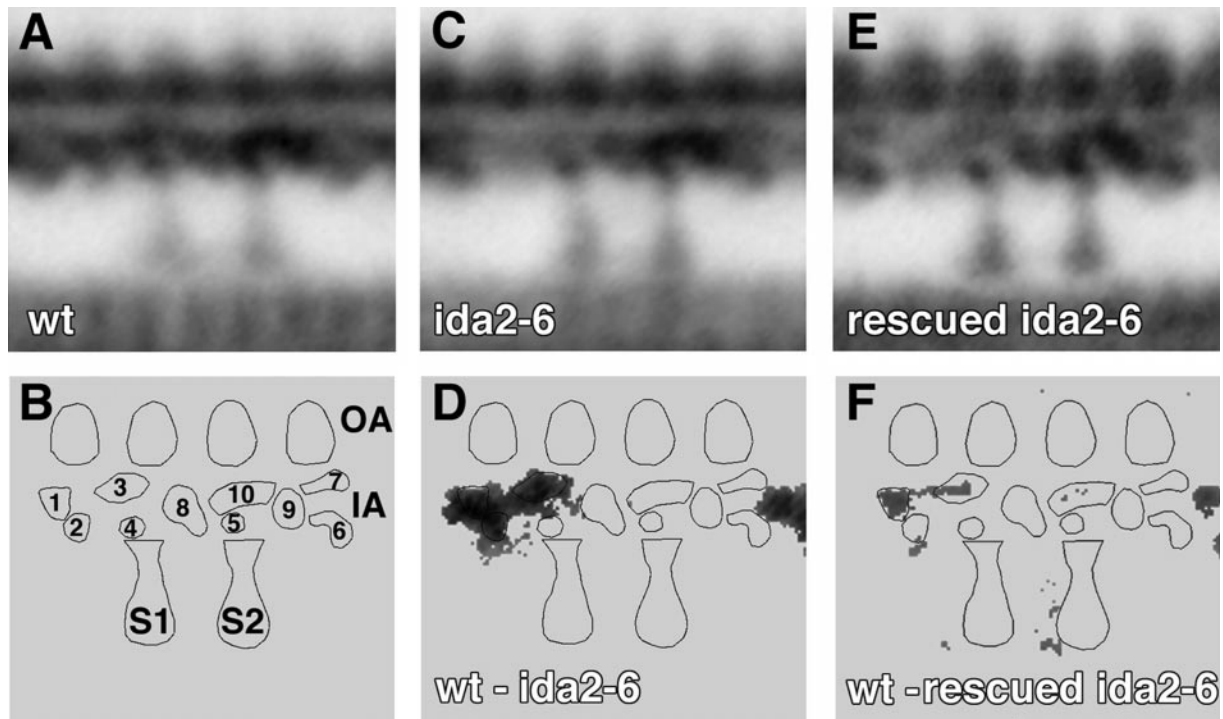 A
wt
C
ida2-6
E
rescued ida2-6
B
OA
IA
1
2
3
4
5
6
7
8
9
10
S1
S2
D
wt - ida2-6
F
wt -rescued ida2-6